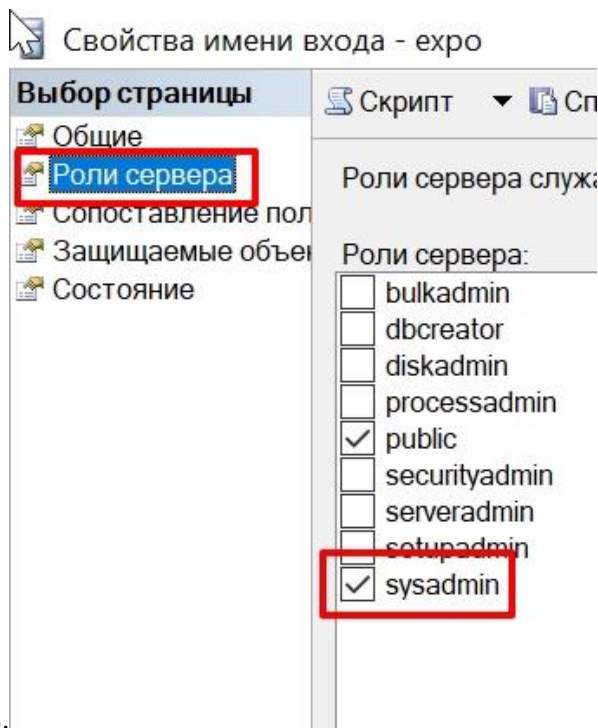 Свойства имени входа - expo
Выбор страницы
Общие
Роли сервера
Сопоставление пол
Защищаемые объек
Состояние
Скрипт Сп
Роли сервера служа
Роли сервера:
bulkadmin
dbcreator
diskadmin
processadmin
public
securityadmin
serveradmin
setupadmin
sysadmin